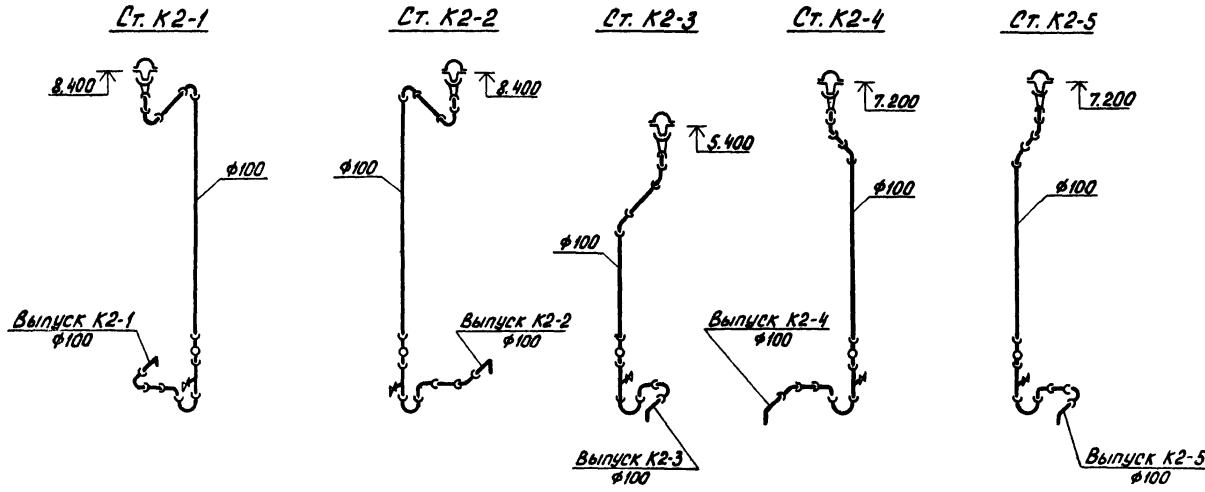 Ст. К2-1
Ст. К2-2
Ст. К2-3
Ст. К2-4
Ст. К2-5
8.400
8.400
5.400
7.200
7.200
ф100
ф100
ф100
ф100
ф100
Выпуск К2-1
ф100
Выпуск К2-2
ф100
Выпуск К2-3
ф100
Выпуск К2-4
ф100
Выпуск К2-5
ф100